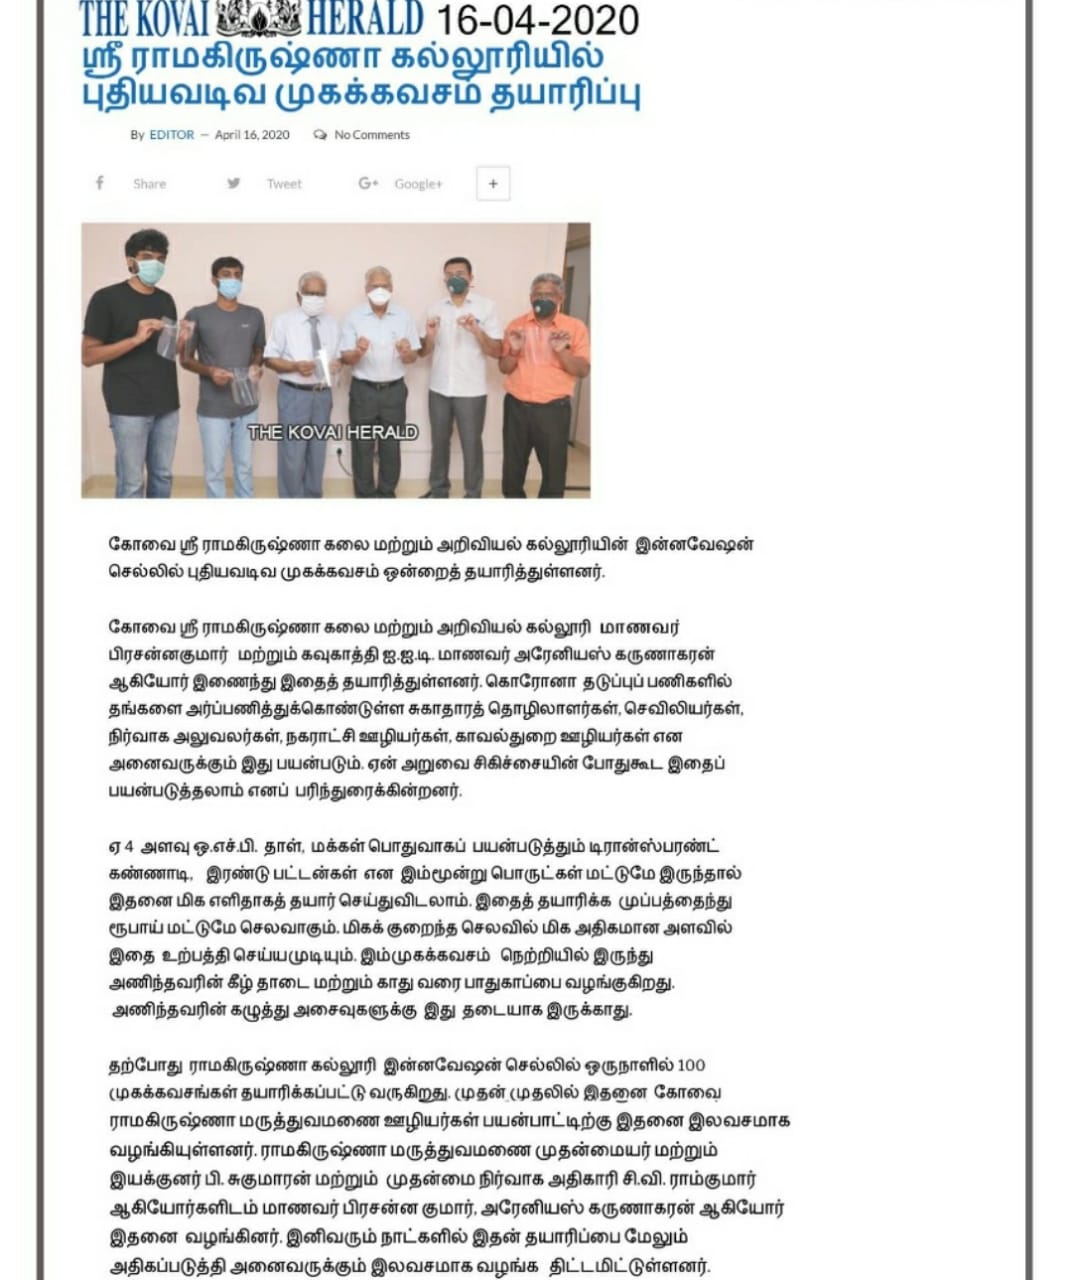 THE KOVAI HERALD 16-04-2020
ஸ்ரீ ராமகிருஷ்ணா கல்லூரியில்
புதியவடிவ முகக்கவசம் தயாரிப்பு
By EDITOR — April 16, 2020 No Comments
Share Tweet G+ Google+ +
THE KOVAI HERALD
கோவை ஸ்ரீ ராமகிருஷ்ணா கலை மற்றும் அறிவியல் கல்லூரியின் இன்னவேஷன்
செல்லில் புதியவடிவ முகக்கவசம் ஒன்றைத் தயாரித்துள்ளனர்.
கோவை ஸ்ரீ ராமகிருஷ்ணா கலை மற்றும் அறிவியல் கல்லூரி மாணவர்
பிரசன்னகுமார் மற்றும் கவுகாத்தி ஐ.ஐ.டி. மாணவர் அரேனியஸ் கருணாகரன்
ஆகியோர் இணைந்து இதைத் தயாரித்துள்ளனர். கொரோனா தடுப்புப் பணிகளில்
தங்களை அர்ப்பணித்துக்கொண்டுள்ள சுகாதாரத் தொழிலாளர்கள், செவிலியர்கள்,
நிர்வாக அலுவலர்கள், நகராட்சி ஊழியர்கள், காவல்துறை ஊழியர்கள் என
அனைவருக்கும் இது பயன்படும். ஏன் அறுவை சிகிச்சையின் போதுகூட இதைப்
பயன்படுத்தலாம் எனப் பரிந்துரைக்கின்றனர்.
ஏ 4 அளவு ஒ.எச்.பி. தாள், மக்கள் பொதுவாகப் பயன்படுத்தும் டிரான்ஸ்பரண்ட்
கண்ணாடி, இரண்டு பட்டன்கள் என இம்மூன்று பொருட்கள் மட்டுமே இருந்தால்
இதனை மிக எளிதாகத் தயார் செய்துவிடலாம். இதைத் தயாரிக்க முப்பத்தைந்து
ரூபாய் மட்டுமே செலவாகும். மிகக் குறைந்த செலவில் மிக அதிகமான அளவில்
இதை உற்பத்தி செய்யமுடியும். இம்முகக்கவசம் நெற்றியில் இருந்து
அணிந்தவரின் கீழ் தாடை மற்றும் காது வரை பாதுகாப்பை வழங்குகிறது.
அணிந்தவரின் கழுத்து அசைவுகளுக்கு இது தடையாக இருக்காது.
தற்போது ராமகிருஷ்ணா கல்லூரி இன்னவேஷன் செல்லில் ஒருநாளில் 100
முகக்கவசங்கள் தயாரிக்கப்பட்டு வருகிறது. முதன் முதலில் இதனை கோவை
ராமகிருஷ்ணா மருத்துவமணை ஊழியர்கள் பயன்பாட்டிற்கு இதனை இலவசமாக
வழங்கியுள்ளனர். ராமகிருஷ்ணா மருத்துவமணை முதன்மையர் மற்றும்
இயக்குனர் பி. சுகுமாரன் மற்றும் முதன்மை நிர்வாக அதிகாரி சி.வி. ராம்குமார்
ஆகியோர்களிடம் மாணவர் பிரசன்ன குமார், அரேனியஸ் கருணாகரன் ஆகியோர்
இதனை வழங்கினர். இனிவரும் நாட்களில் இதன் தயாரிப்பை மேலும்
அதிகப்படுத்தி அனைவருக்கும் இலவசமாக வழங்க திட்டமிட்டுள்ளனர்.